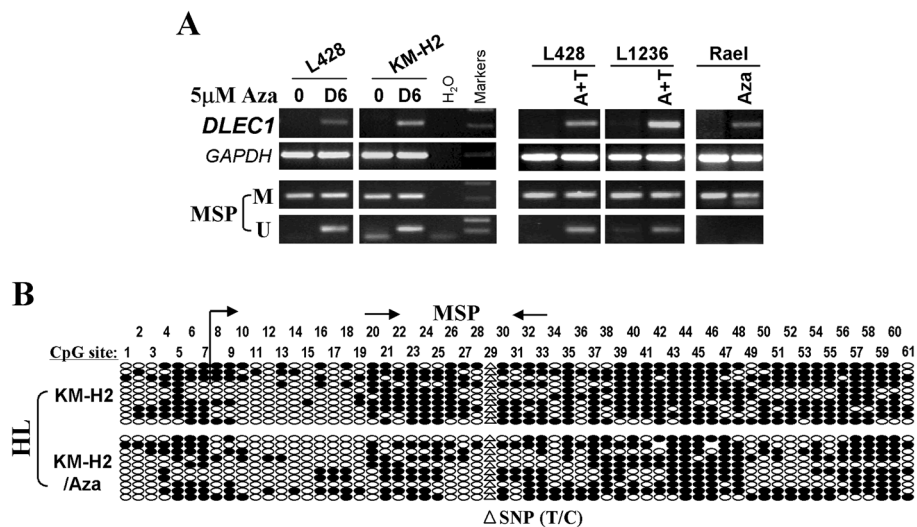 A
L428 KM-H2 H2O Markers L428 L1236 Rael
5µM Aza 0 D6 0 D6 A+T A+T Aza
DLEC1
GAPDH
MSP M
U
B
MSP
2 4 6 8 10 12 14 16 18 20 22 24 26 28 30 32 34 36 38 40 42 44 46 48 50 52 54 56 58 60
CpG site: 1 3 5 7 9 11 13 15 17 19 21 23 25 27 29 31 33 35 37 39 41 43 45 47 49 51 53 55 57 59 61
HL
KM-H2
KM-H2
/Aza
△ SNP (T/C)